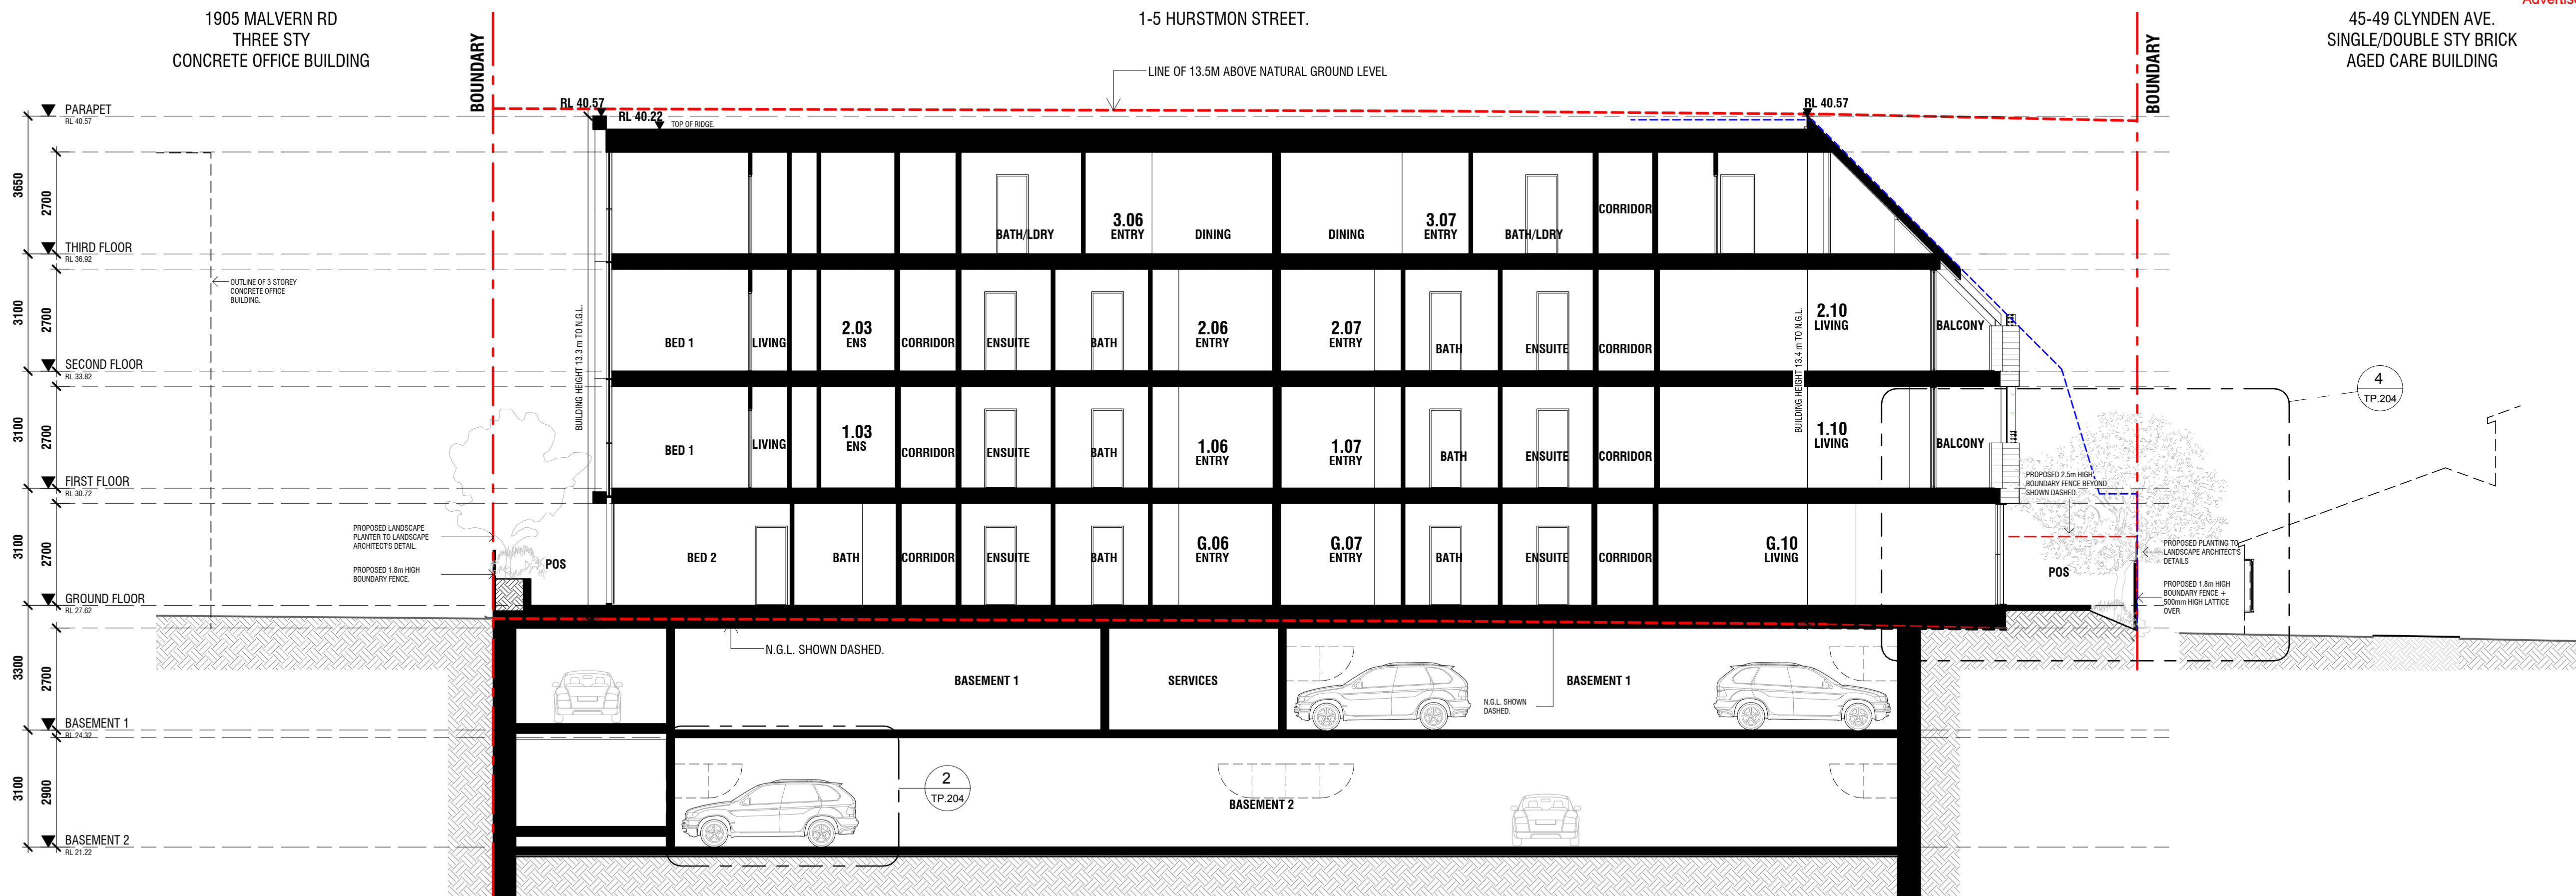 1905 MALVERN RD
THREE STY
CONCRETE OFFICE BUILDING
BOUNDARY
1-5 HURSTMON STREET.
LINE OF 13.5M ABOVE NATURAL GROUND LEVEL
BOUNDARY
45-49 CLYNDEN AVE.
SINGLE/DOUBLE STY BRICK
AGED CARE BUILDING
PARAPET
RL 40.57
RL 40.57
RL 40.22
TOP OF RIDGE.
RL 40.57
3650
2700
3.06
ENTRY
3.07
ENTRY
CORRIDOR
BATH/LDRY
DINING
DINING
BATH/LDRY
THIRD FLOOR
RL 36.92
OUTLINE OF 3 STOREY
CONCRETE OFFICE
BUILDING.
3100
2700
BUILDING HEIGHT 13.3 m TO N.G.L.
BED 1
LIVING
2.03
ENS
CORRIDOR
ENSUITE
BATH
2.06
ENTRY
2.07
ENTRY
BATH
ENSUITE
CORRIDOR
BUILDING HEIGHT 13.4 m TO N.G.L.
2.10
LIVING
BALCONY
SECOND FLOOR
RL 33.82
4
TP.204
3100
2700
BED 1
LIVING
1.03
ENS
CORRIDOR
ENSUITE
BATH
1.06
ENTRY
1.07
ENTRY
BATH
ENSUITE
CORRIDOR
1.10
LIVING
BALCONY
PROPOSED 2.5m HIGH
BOUNDARY FENCE BEYOND
SHOWN DASHED.
FIRST FLOOR
RL 30.72
3100
2700
PROPOSED LANDSCAPE
PLANTER TO LANDSCAPE
ARCHITECT'S DETAIL.
PROPOSED 1.8m HIGH
BOUNDARY FENCE.
POS
BED 2
BATH
CORRIDOR
ENSUITE
BATH
G.06
ENTRY
G.07
ENTRY
BATH
ENSUITE
CORRIDOR
G.10
LIVING
POS
PROPOSED PLANTING TO
LANDSCAPE ARCHITECT'S
DETAILS
PROPOSED 1.8m HIGH
BOUNDARY FENCE +
500mm HIGH LATTICE
OVER
GROUND FLOOR
RL 27.62
N.G.L. SHOWN DASHED.
3300
2700
BASEMENT 1
SERVICES
BASEMENT 1
N.G.L. SHOWN
DASHED.
BASEMENT 1
RL 24.32
3100
2900
2
TP.204
BASEMENT 2
BASEMENT 2
RL 21.22